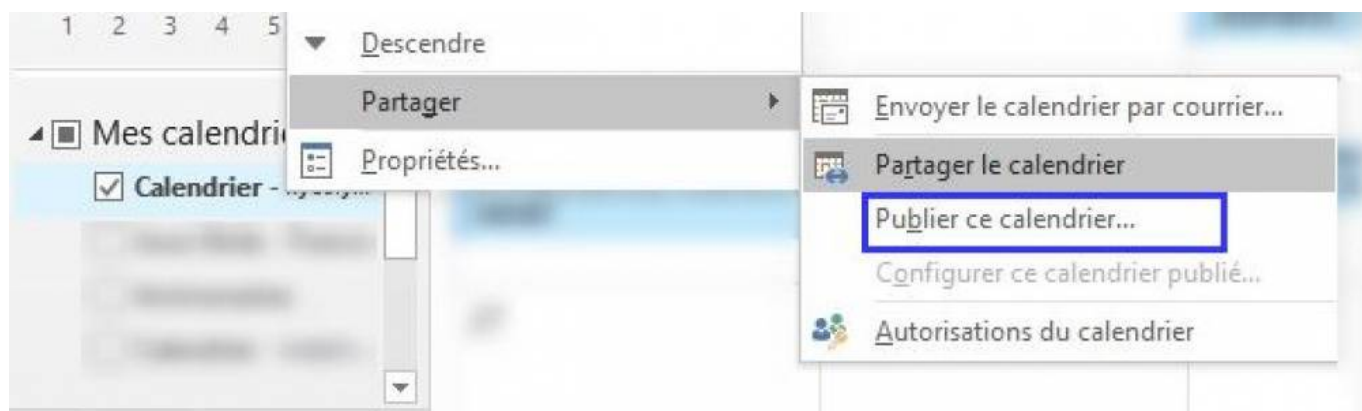 1 2 3 4 5
Descendre
Partager
Envoyer le calendrier par courrier...
Mes calendri
Propriétés...
Partager le calendrier
Calendrier -
Publier ce calendrier...
Configurer ce calendrier publié...
Autorisations du calendrier